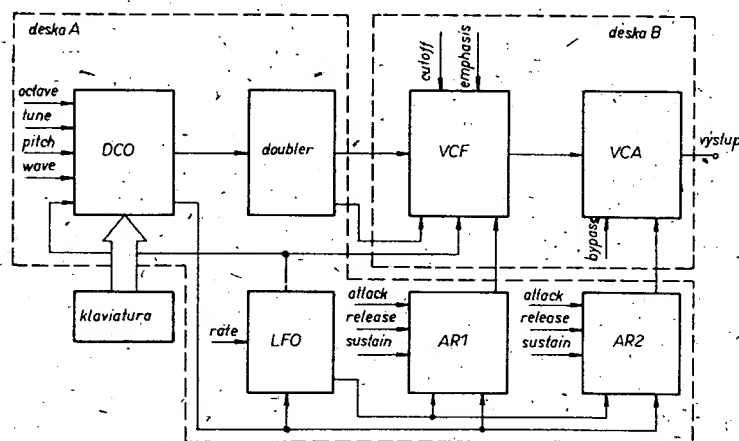 deska A
deska B
octave
tune
pitch
wave
DCO
doubler
cutoff
emphasis
VCF
VCA
výstup
bypass
klaviatura
rate
LFO
attack
release
sustain
AR1
attack
release
sustain
AR2